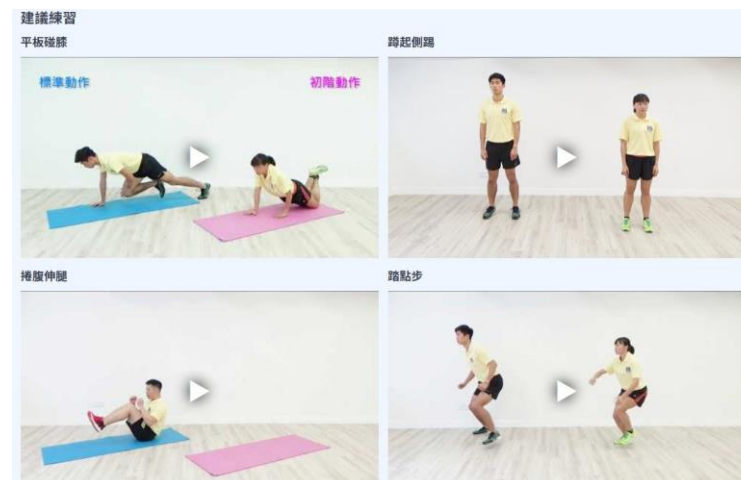 建議練習
平板碰膝
蹲起側踢
標準動作
初階動作
捲腹伸腿
踏點步